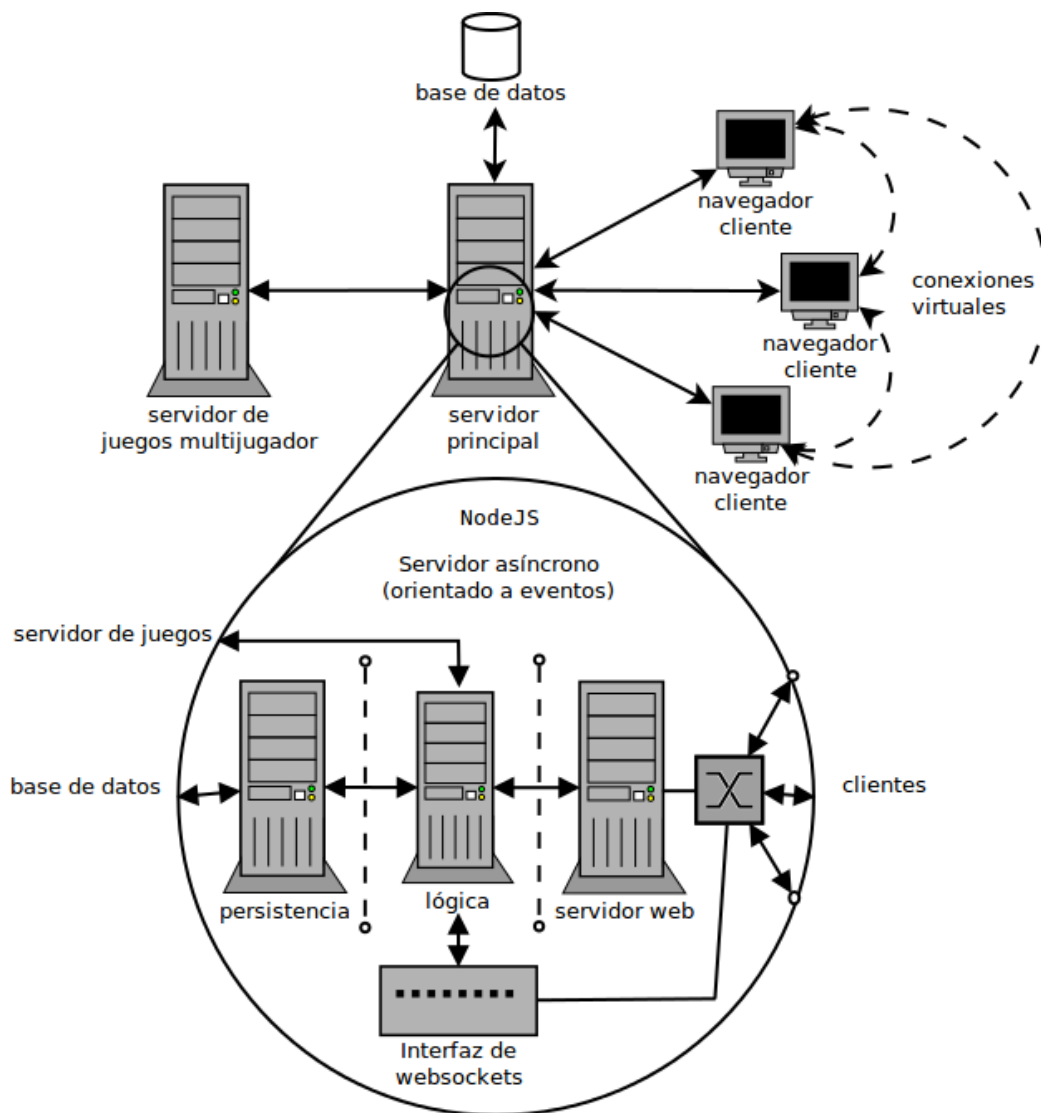 base de datos
navegador
cliente
conexiones
virtuales
navegador
cliente
servidor de
juegos multijugador
servidor
principal
navegador
cliente
NodeJS
Servidor asíncrono
(orientado a eventos)
servidor de juegos
base de datos
clientes
persistencia
lógica
servidor web
Interfaz de
websockets